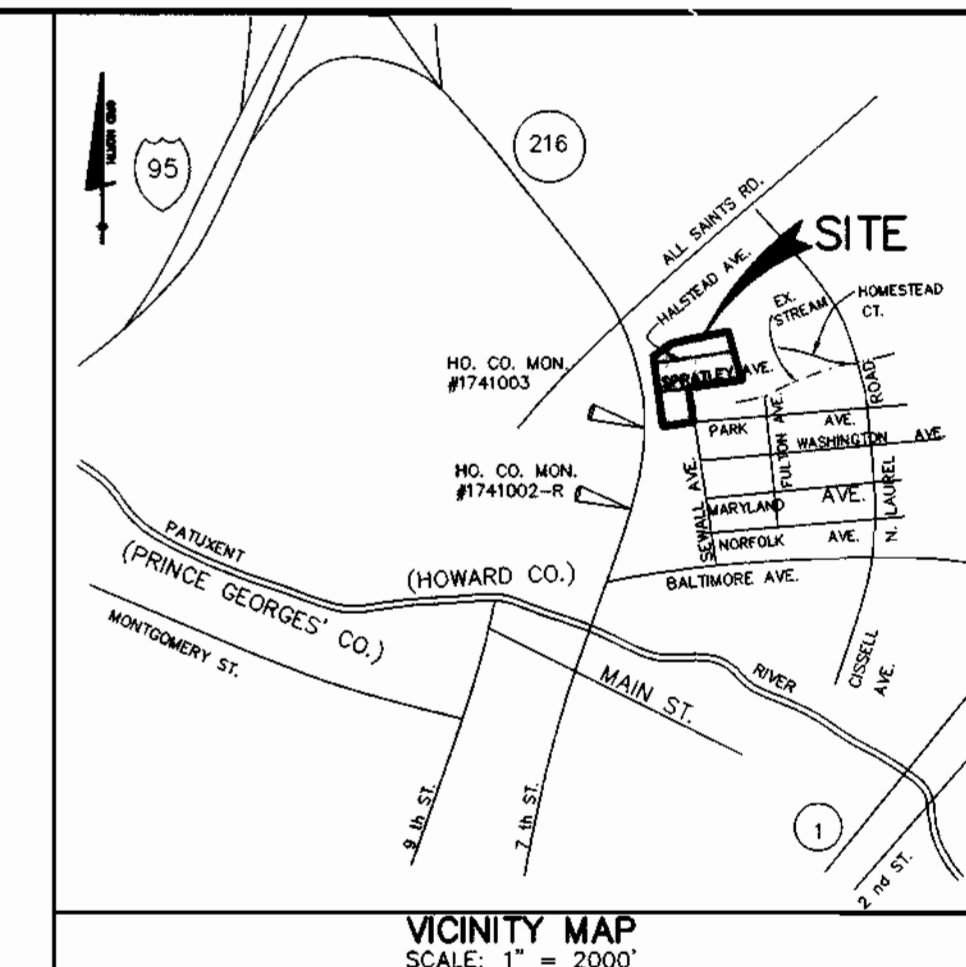 GRID NORTH
95
216
ALL SAINTS RD.
SITE
HALSTEAD AVE.
EX.
STREAM
HOMESTEAD
CT.
HO. CO. MON.
#1741003
SPRATLEY AVE.
ROAD
PARK AVE.
FULTON AVE.
WASHINGTON AVE.
HO. CO. MON.
#1741002-R
SEWALL AVE.
MARYLAND AVE.
N. LAUREL
NORFOLK AVE.
PATUXENT
(PRINCE GEORGES' CO.)
(HOWARD CO.)
BALTIMORE AVE.
MONTGOMERY ST.
CISSELL
AVE.
MAIN ST.
RIVER
9 th ST.
7 th ST.
1
2 nd ST.
VICINITY MAP
SCALE: 1" = 2000'